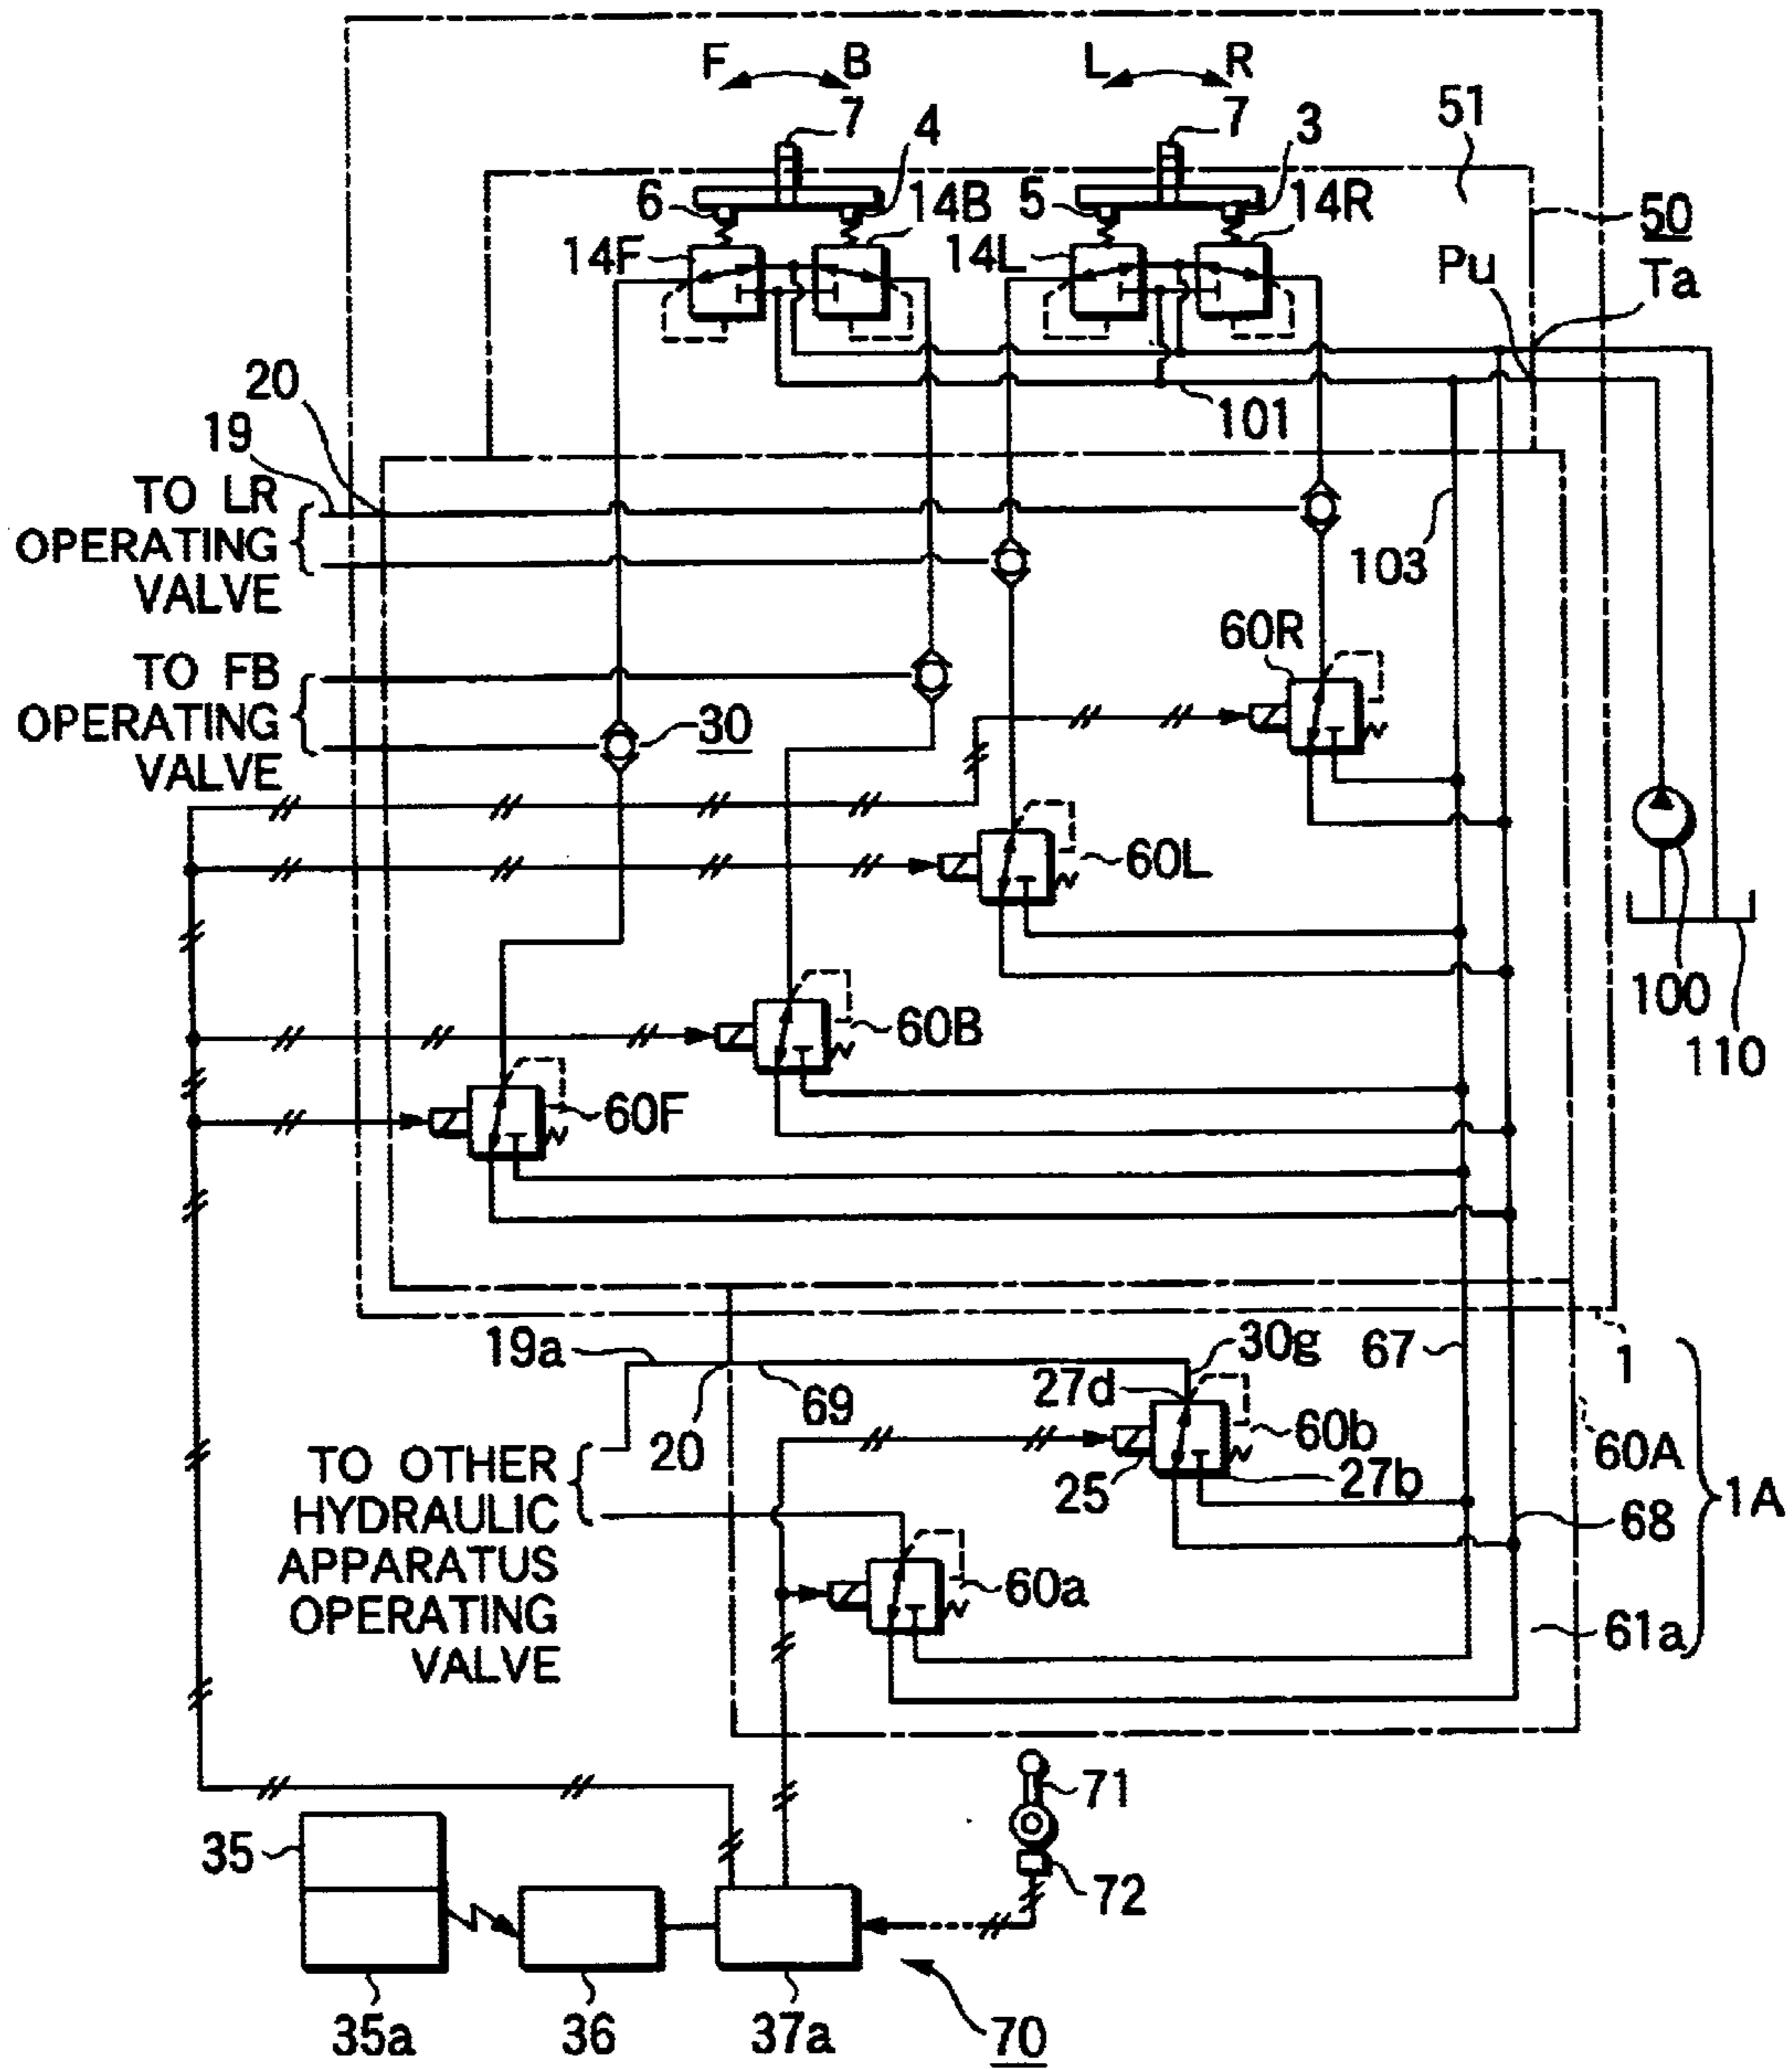 F B L R
7 4 7 3 51
6 14B 5 14R 50
14F 14L Pu Ta
20
19 101
TO LR
OPERATING
VALVE
103
60R
TO FB
OPERATING
VALVE
30
60L
100
60B
110
60F
19a 30g 67 1
27d
69
20 60b 60A
25 27b 1A
68
TO OTHER
HYDRAULIC
APPARATUS
OPERATING
VALVE
60a
61a
71
35
72
35a 36 37a 70